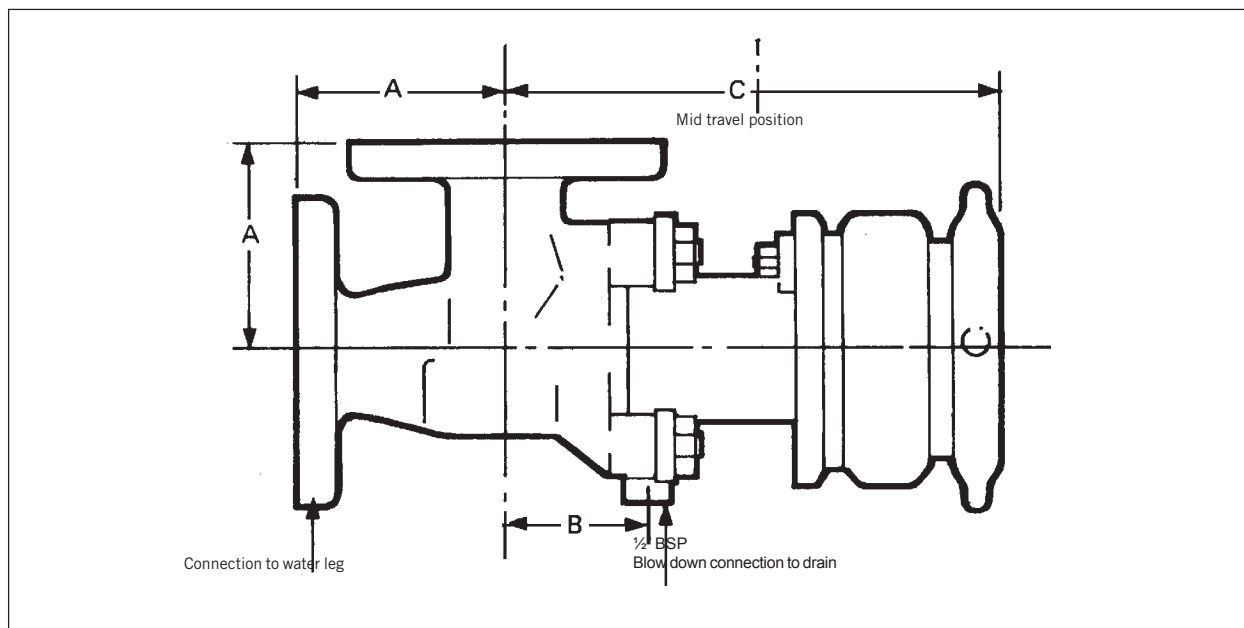 A
C
Mid travel position
A
B
½" BSP
Connection to water leg
Blow down connection to drain